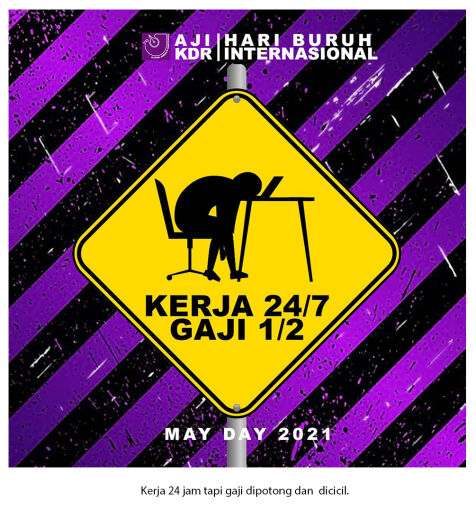 AJI | HARI BURUH
KDR | INTERNASIONAL
KERJA 24/7
GAJI 1/2
MAY DAY 2021
Kerja 24 jam tapi gaji dipotong dan dicicil.